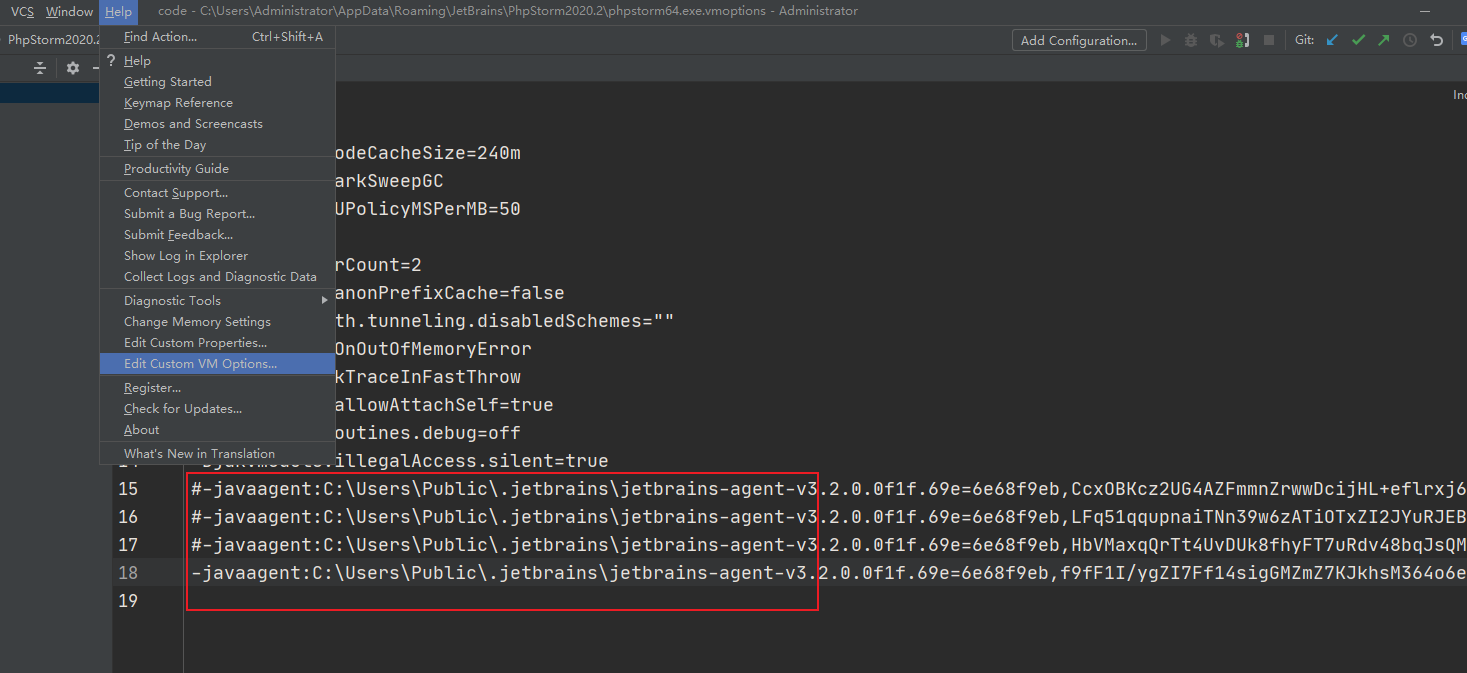 VCS Window Help code - C:\Users\Administrator\AppData\Roaming\JetBrains\PhpStorm2020.2\phpstorm64.exe.vmoptions - Administrator
PhpStorm2020.2
Add Configuration...
Git:
Find Action... Ctrl+Shift+A
? Help
Getting Started
Keymap Reference
Demos and Screencasts
Tip of the Day
Productivity Guide
Contact Support...
Submit a Bug Report...
Submit Feedback...
Show Log in Explorer
Collect Logs and Diagnostic Data
Diagnostic Tools
Change Memory Settings
Edit Custom Properties...
Edit Custom VM Options...
Register...
Check for Updates...
About
What's New in Translation
odeCacheSize=240m
arkSweepGC
UPolicyMSPerMB=50
rCount=2
anonPrefixCache=false
th.tunneling.disabledSchemes=""
OnOutOfMemoryError
kTraceInFastThrow
allowAttachSelf=true
outines.debug=off
illegalAccess.silent=true
15 #-javaagent:C:\Users\Public\.jetbrains\jetbrains-agent-v3.2.0.0f1f.69e=6e68f9eb,CcxOBKcz2UG4AZFmmnZrwwDcijHL+eflrxj6
16 #-javaagent:C:\Users\Public\.jetbrains\jetbrains-agent-v3.2.0.0f1f.69e=6e68f9eb,LFq51qqupnaiTNn39w6zATiOTxZI2JYuRJEB
17 #-javaagent:C:\Users\Public\.jetbrains\jetbrains-agent-v3.2.0.0f1f.69e=6e68f9eb,HbVMaxqQrTt4UvDUk8fhyFT7uRdv48bqJsQM
18 -javaagent:C:\Users\Public\.jetbrains\jetbrains-agent-v3.2.0.0f1f.69e=6e68f9eb,f9fF1I/ygZI7Ff14sigGMZmZ7KJkhsM364o6e
19